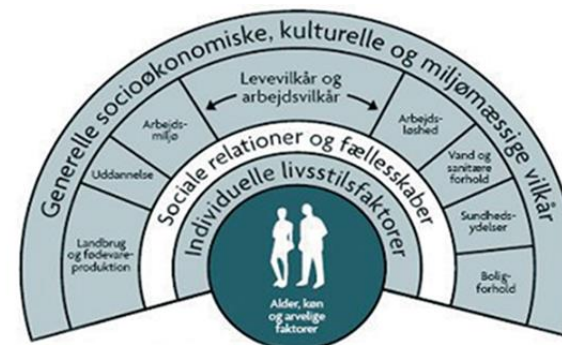 Generelle socioøkonomiske, kulturelle og miljømæssige vilkår
Levevilkår og
arbejdsvilkår
Landbrug
og fødevare-
produktion
Uddannelse
Arbejds-
miljø
Arbejds-
løshed
Vand og
sanitære
forhold
Sundheds-
ydelser
Bolig-
forhold
Sociale relationer og fællesskaber
Individuelle livsstilsfaktorer
Alder, køn
og arvelige
faktorer